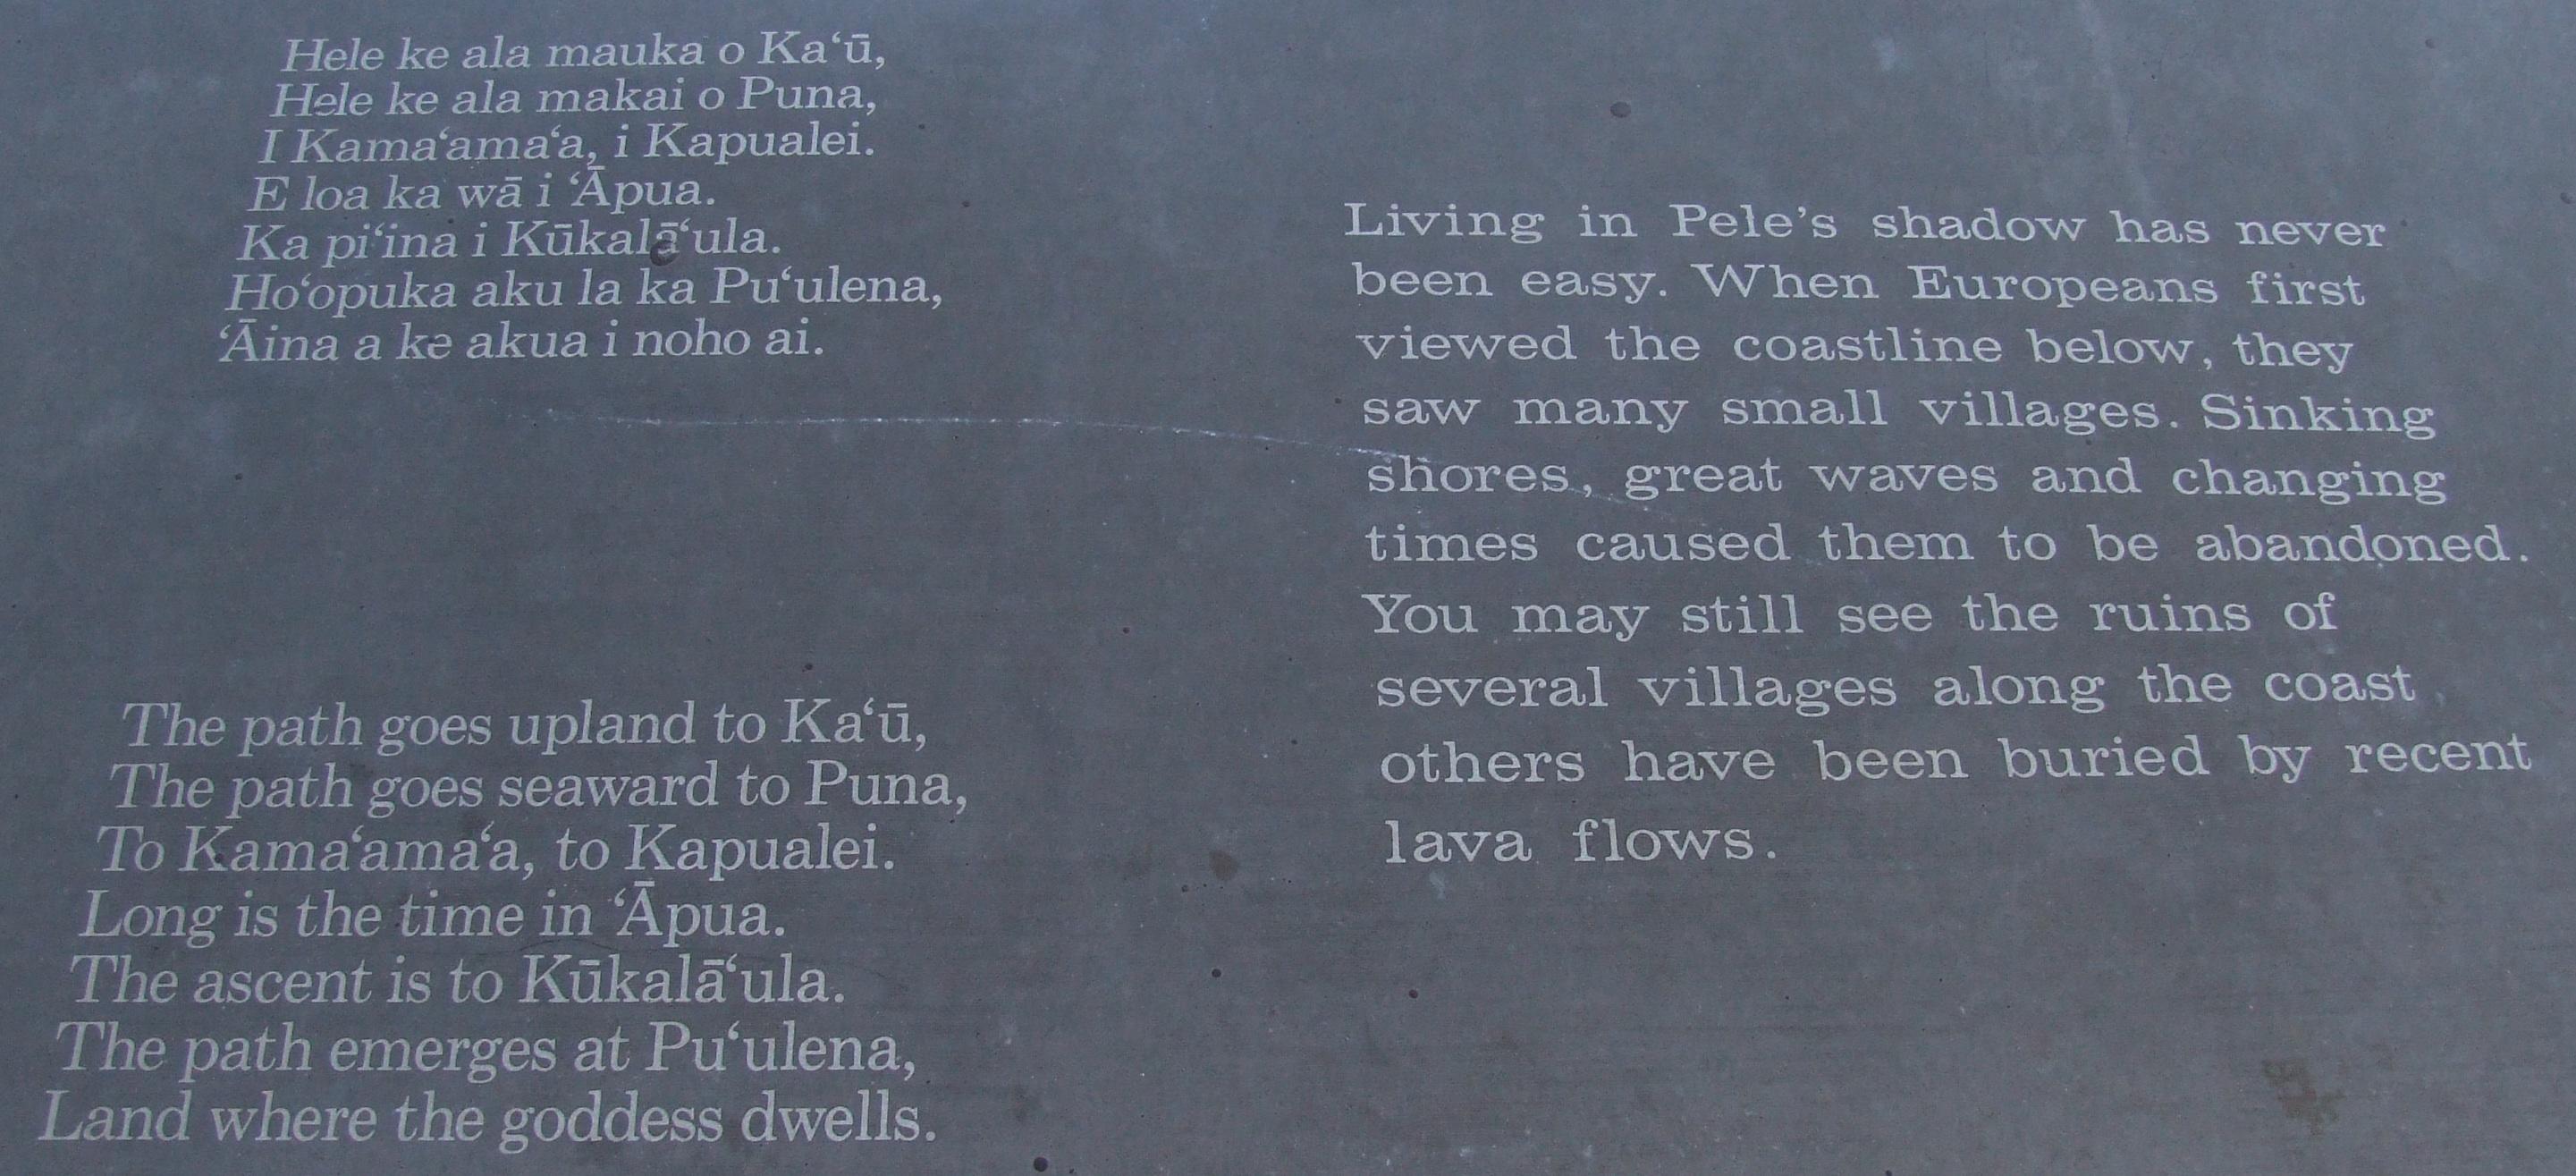 Hele ke ala mauka o Kaʻū,
Hele ke ala makai o Puna,
I Kamaʻamaʻa, i Kapualei.
E loa ka wā i ʻĀpua.
Ka piʻina i Kūkalāʻula.
Hoʻopuka aku la ka Puʻulena,
ʻĀina a ke akua i noho ai.
The path goes upland to Kaʻū,
The path goes seaward to Puna,
To Kamaʻamaʻa, to Kapualei.
Long is the time in ʻĀpua.
The ascent is to Kūkalāʻula.
The path emerges at Puʻulena,
Land where the goddess dwells.
Living in Pele's shadow has never
been easy. When Europeans first
viewed the coastline below, they
saw many small villages. Sinking
shores, great waves and changing
times caused them to be abandoned.
You may still see the ruins of
several villages along the coast
others have been buried by recent
lava flows.